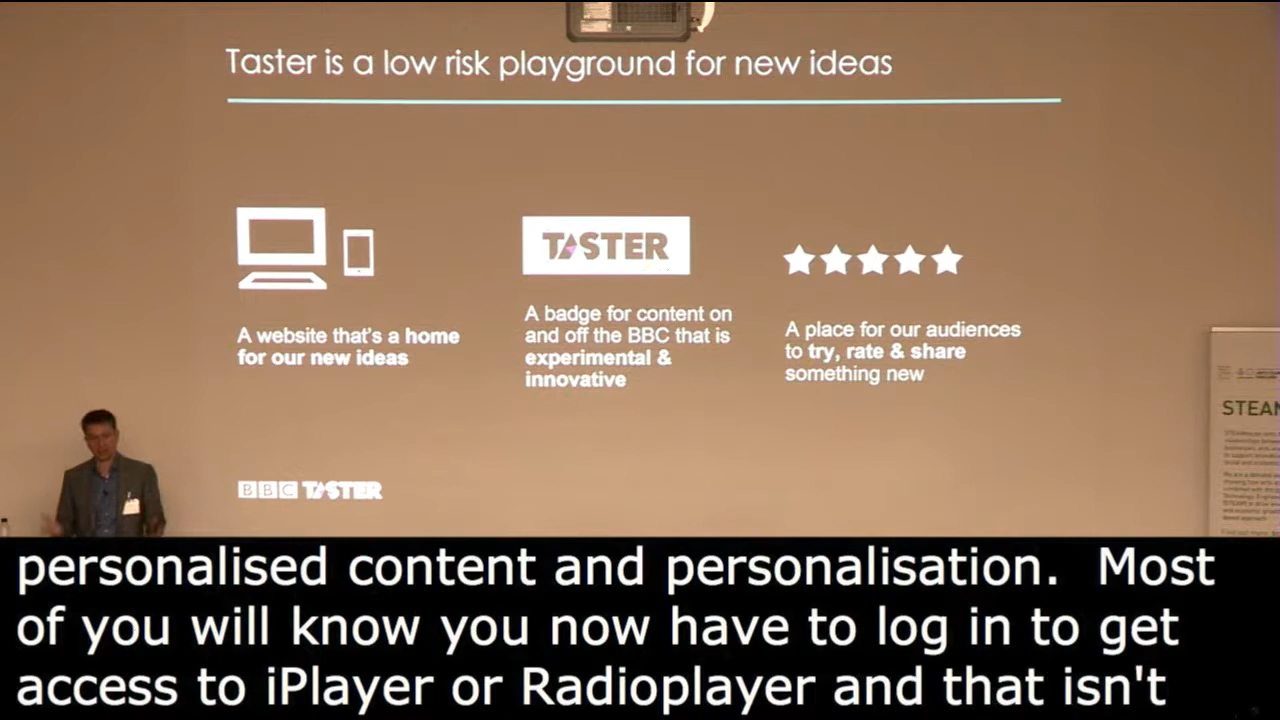 Taster is a low risk playground for new ideas
TASTER
A website that's a home
for our new ideas
A badge for content on
and off the BBC that is
experimental &
innovative
A place for our audiences
to try, rate & share
something new
STEAM
BBC TASTER
personalised content and personalisation. Most
of you will know you now have to log in to get
access to iPlayer or Radioplayer and that isn't